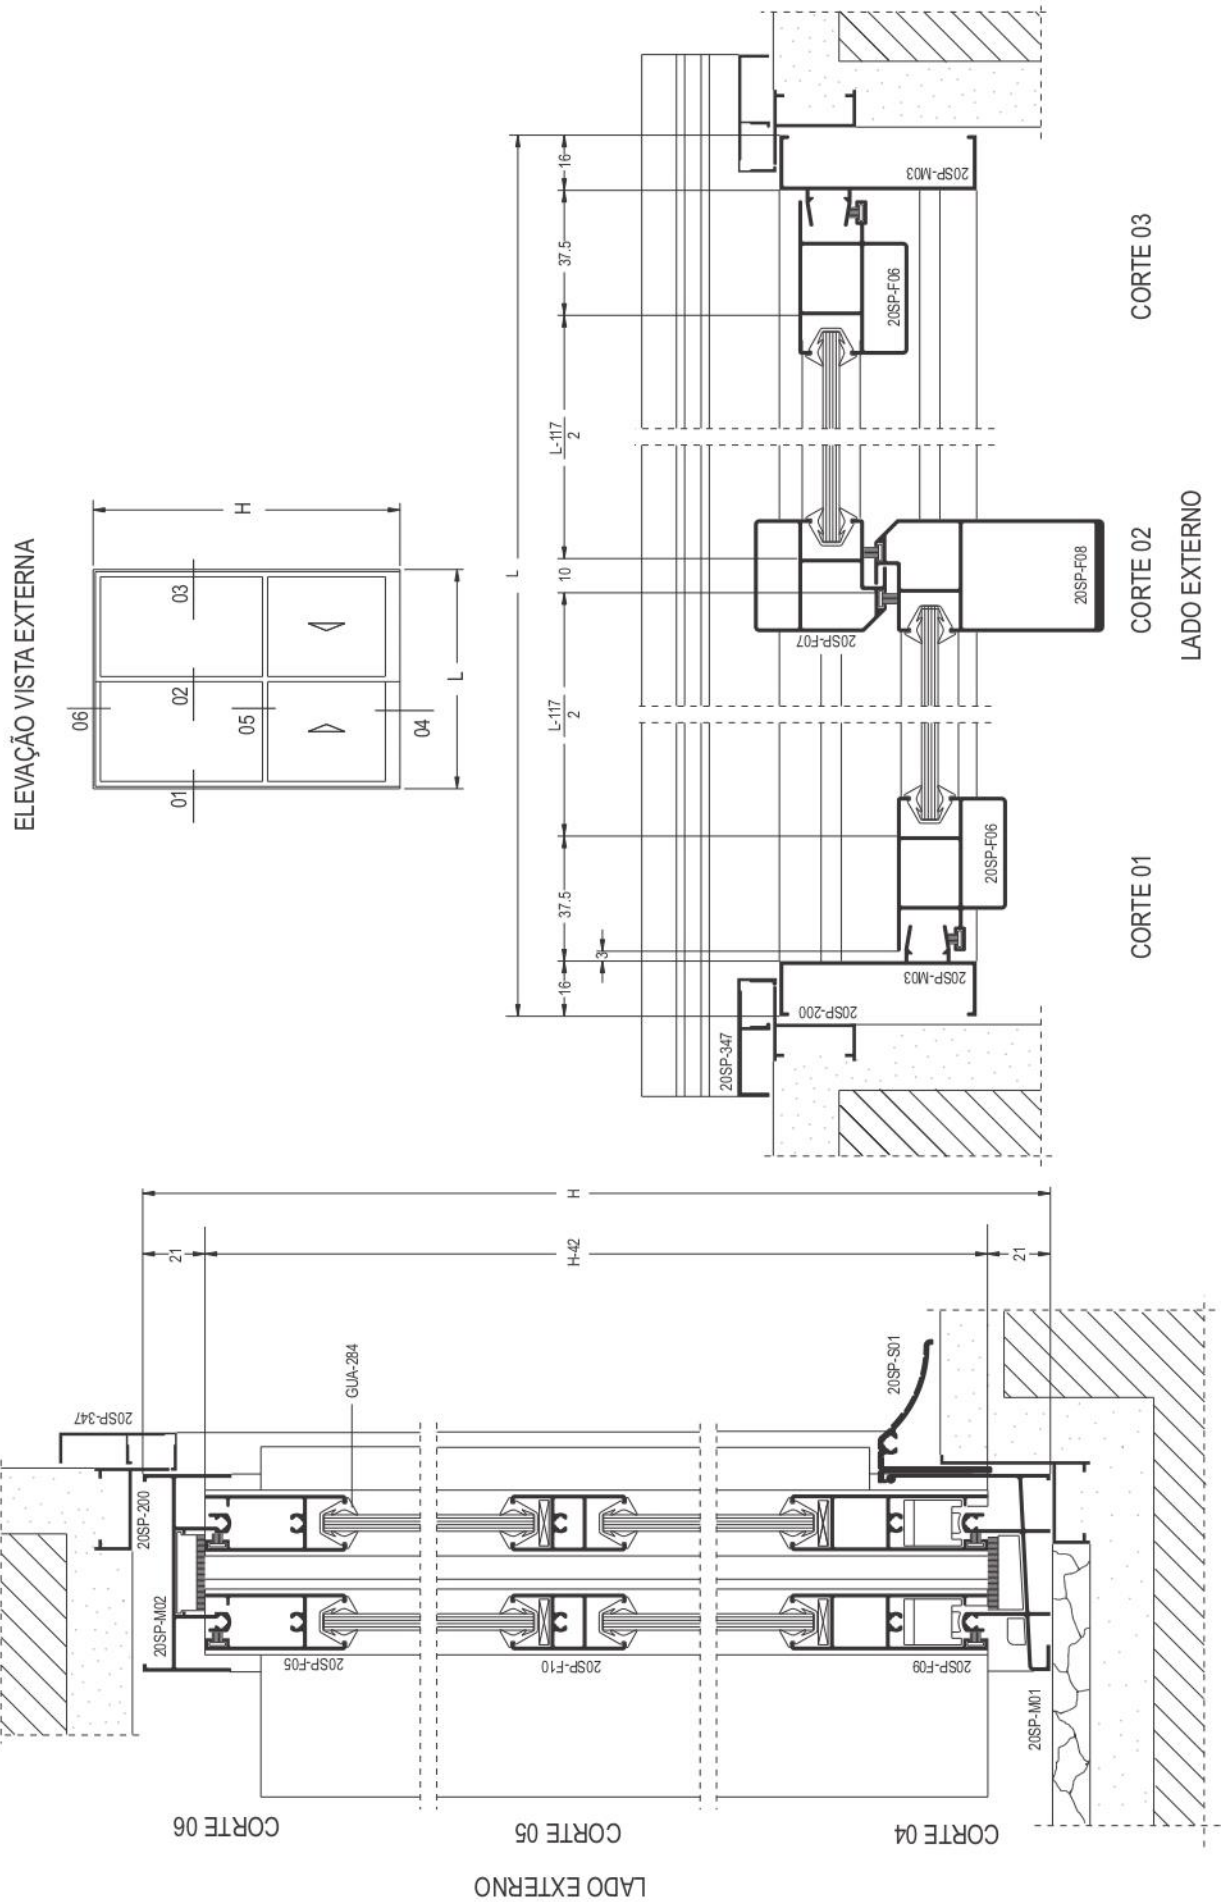 ELEVAÇÃO VISTA EXTERNA
06
01
02
03
05
04
H
L
L
16
37.5
L-117
2
10
L-117
2
37.5
3
16
20SP-M03
20SP-F06
20SP-F07
20SP-F08
20SP-F06
20SP-M03
20SP-200
20SP-347
CORTE 01
CORTE 02
CORTE 03
LADO EXTERNO
H
21
H-42
21
20SP-347
20SP-200
20SP-M02
GUA-284
20SP-F05
20SP-F10
20SP-F09
20SP-S01
20SP-M01
CORTE 06
CORTE 05
CORTE 04
LADO EXTERNO